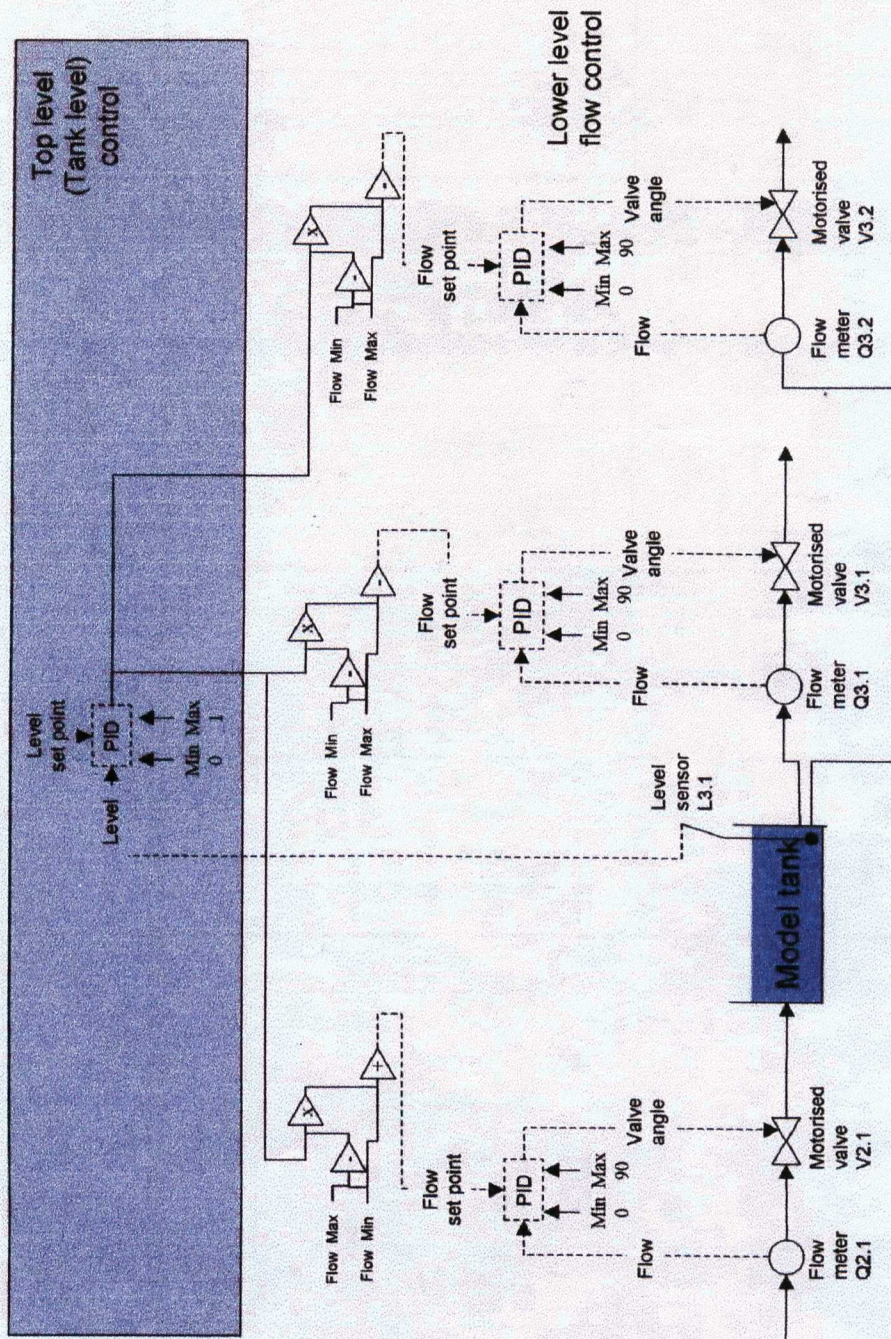 Top level
(Tank level)
control
Level
set point
Level
PID
Min Max
0 1
Flow Max
Flow Min
-
x
+
Flow
set point
PID
Min Max
0 90
Flow
Valve
angle
Flow
meter
Q2.1
Motorised
valve
V2.1
Model tank
Level
sensor
L3.1
Flow Min
Flow Max
-
x
-
Flow
set point
PID
Min Max
0 90
Flow
Valve
angle
Flow
meter
Q3.1
Motorised
valve
V3.1
Flow Min
Flow Max
-
x
-
Flow
set point
PID
Min Max
0 90
Flow
Valve
angle
Flow
meter
Q3.2
Motorised
valve
V3.2
Lower level
flow control